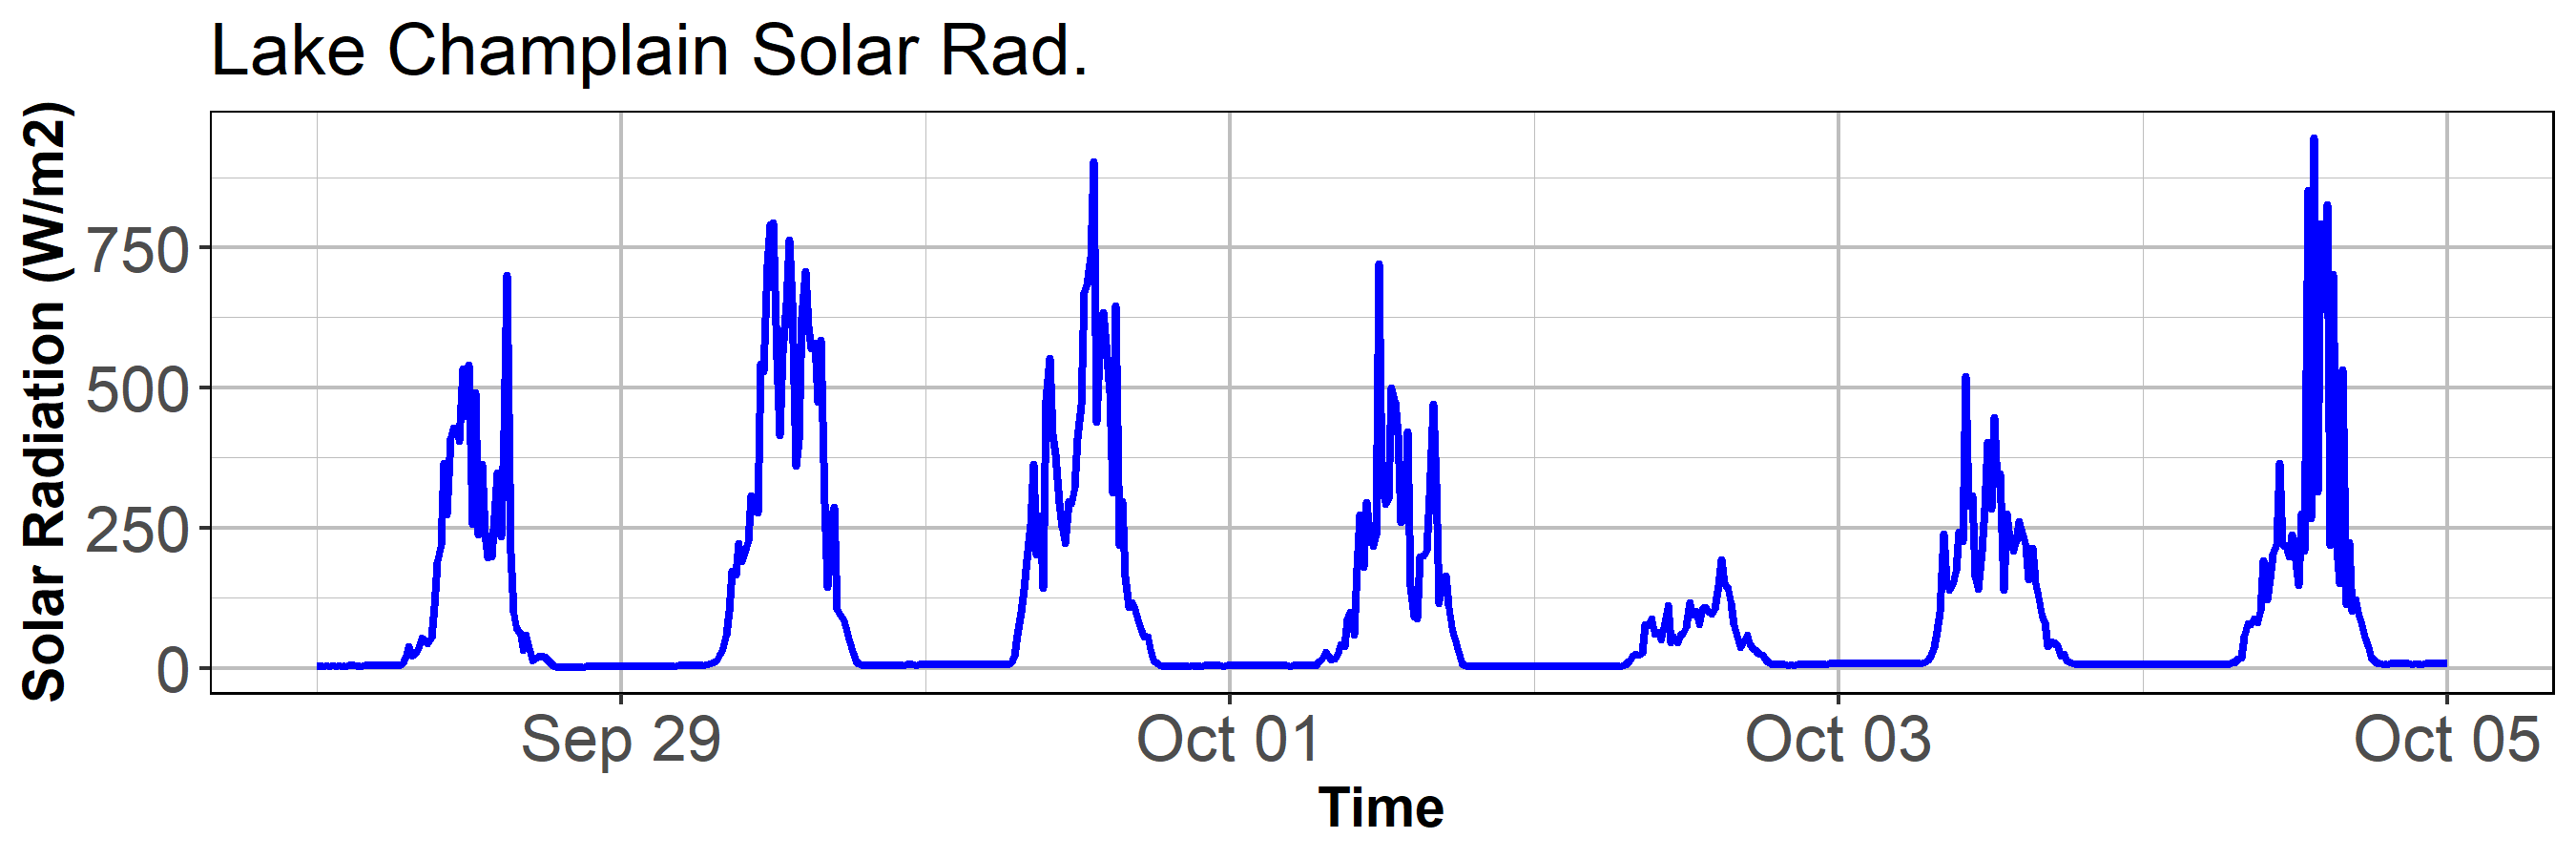 Lake Champlain Solar Rad.
Solar Radiation (W/m2)
750
500
250
0
Sep 29
Oct 01
Oct 03
Oct 05
Time